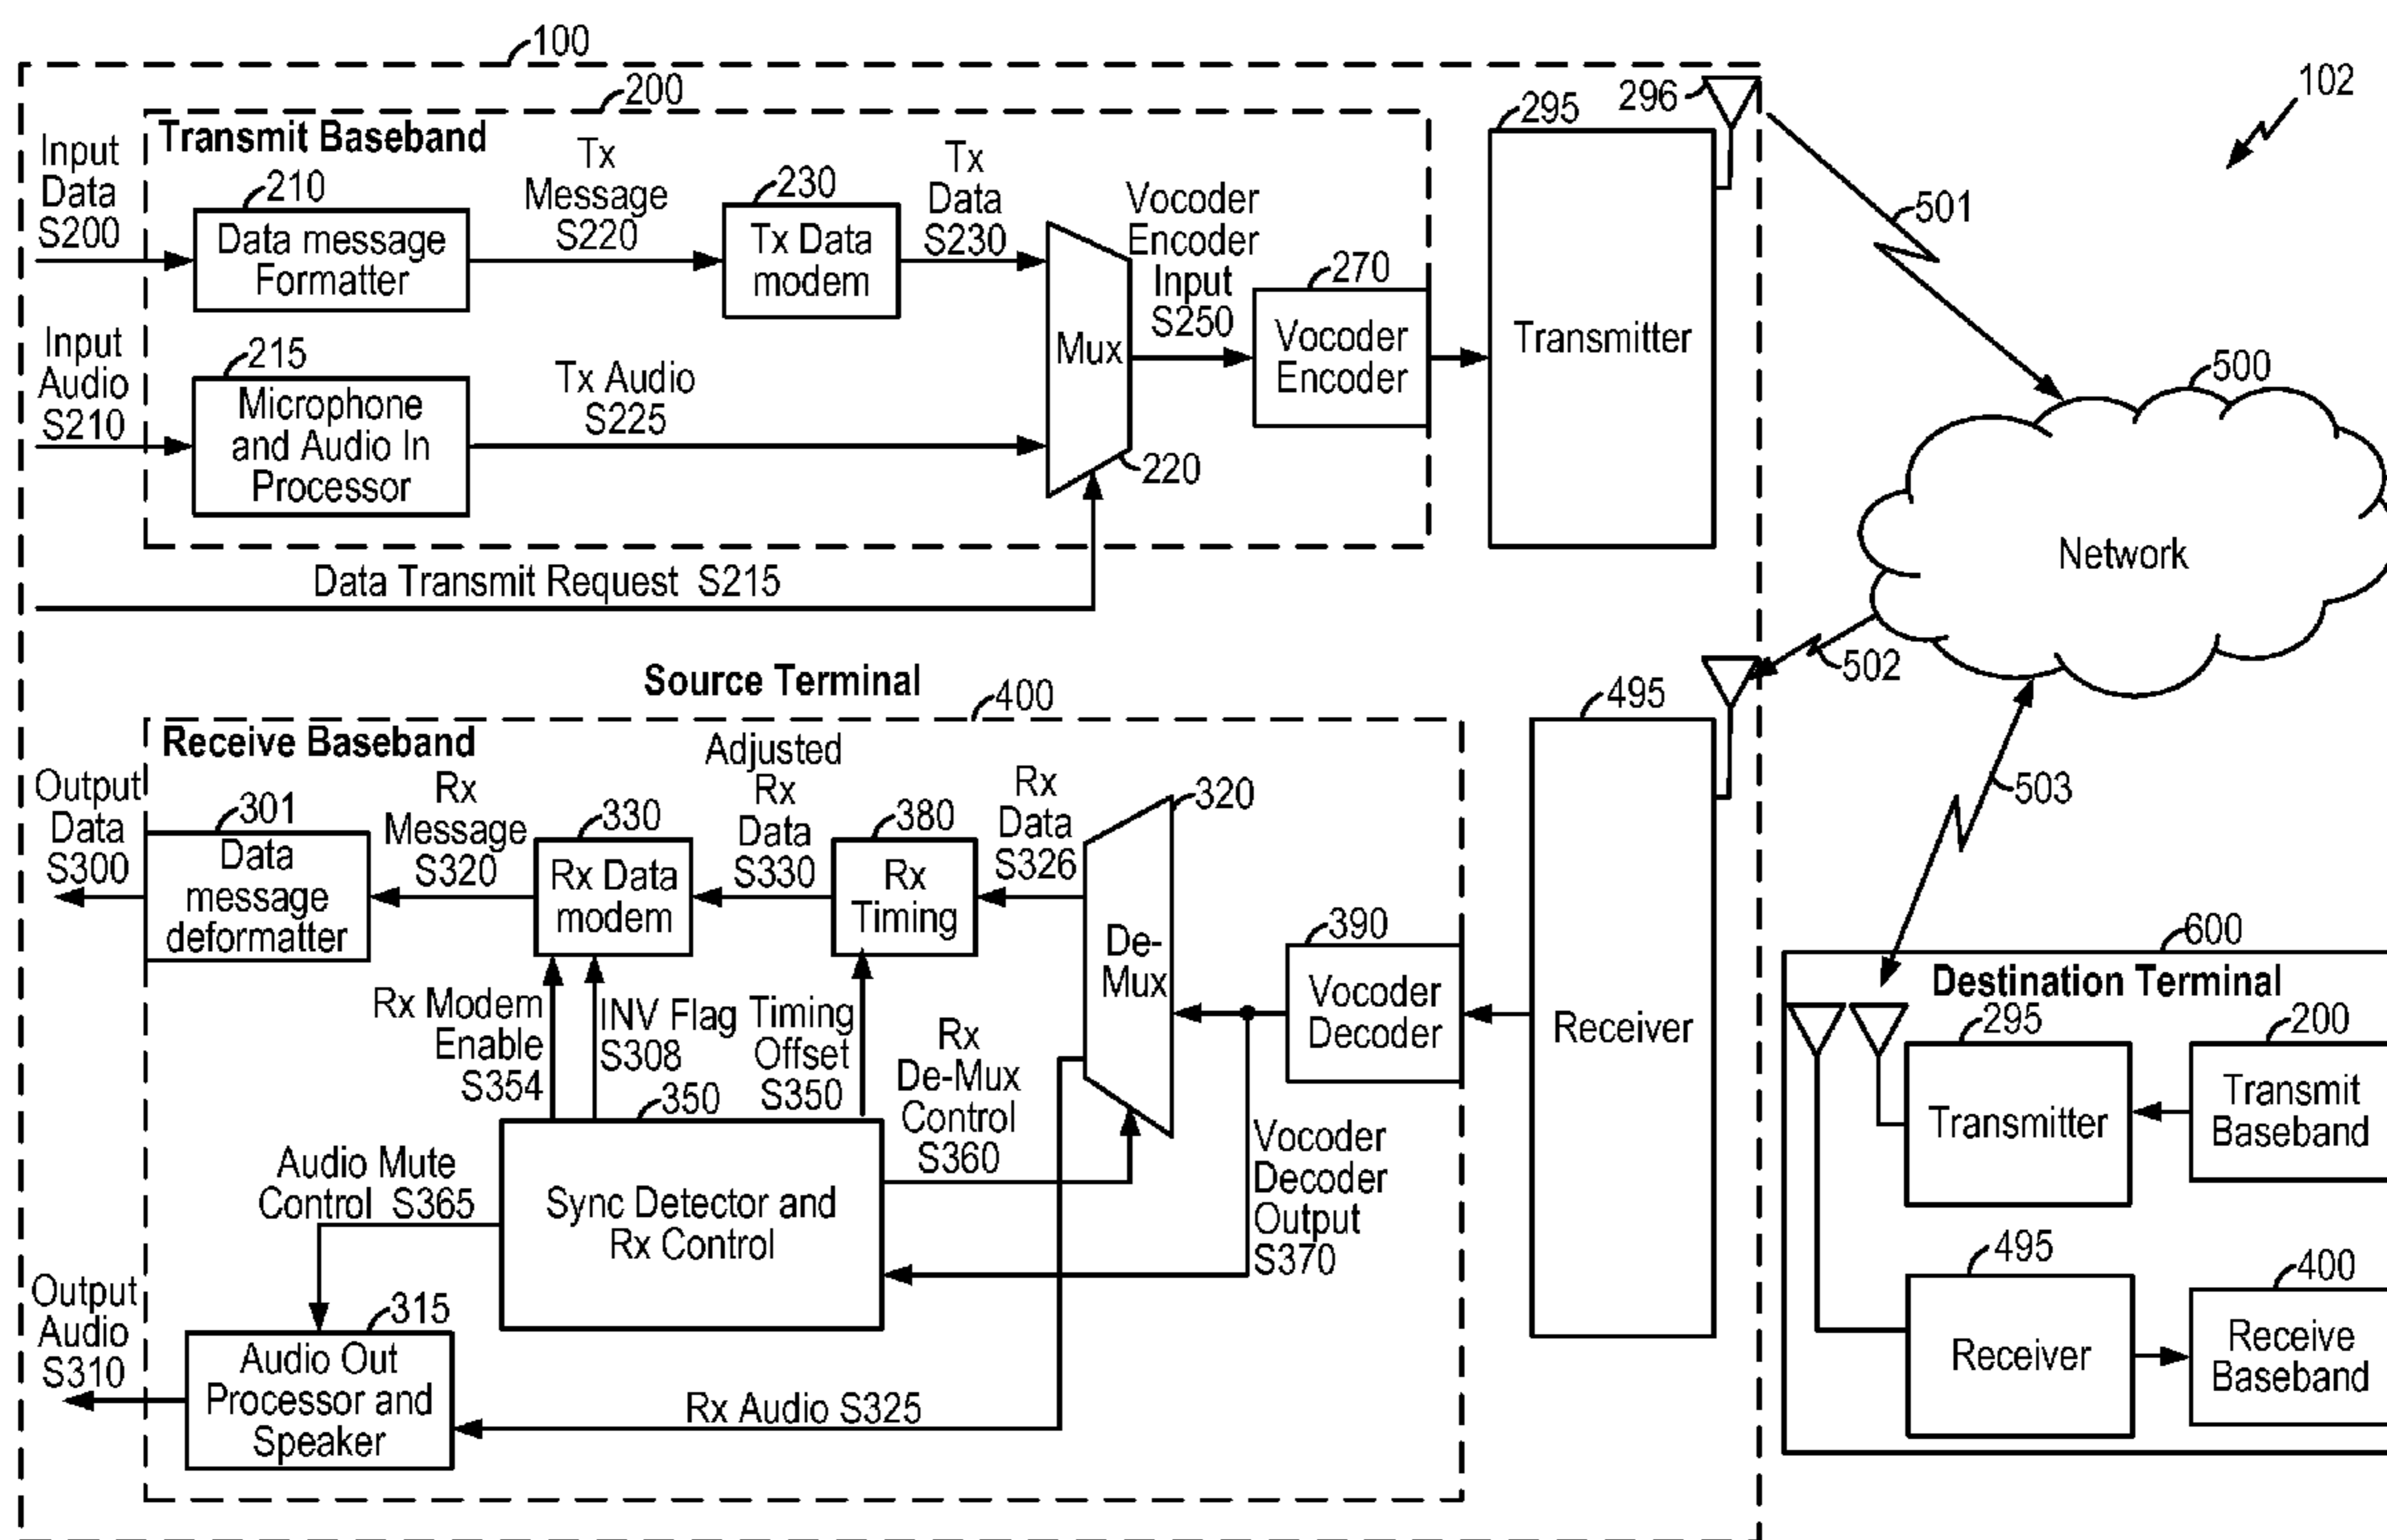 100
102
200
Transmit Baseband
Input
Data
S200
210
Data message
Formatter
Tx
Message
S220
230
Tx Data
modem
Tx
Data
S230
Vocoder
Encoder
Input
S250
270
Vocoder
Encoder
295
Transmitter
296
501
Input
Audio
S210
215
Microphone
and Audio In
Processor
Tx Audio
S225
Mux
220
Data Transmit Request S215
500
Network
502
503
Source Terminal
400
Receive Baseband
Output
Data
S300
301
Data
message
deformatter
Rx
Message
S320
330
Rx Data
modem
Adjusted
Rx
Data
S330
380
Rx
Timing
Rx
Data
S326
320
De-
Mux
390
Vocoder
Decoder
495
Receiver
Rx Modem
Enable
S354
INV Flag
S308
Timing
Offset
S350
Rx
De-Mux
Control
S360
350
Sync Detector and
Rx Control
Vocoder
Decoder
Output
S370
Audio Mute
Control S365
Output
Audio
S310
315
Audio Out
Processor and
Speaker
Rx Audio S325
600
Destination Terminal
295
Transmitter
200
Transmit
Baseband
495
Receiver
400
Receive
Baseband